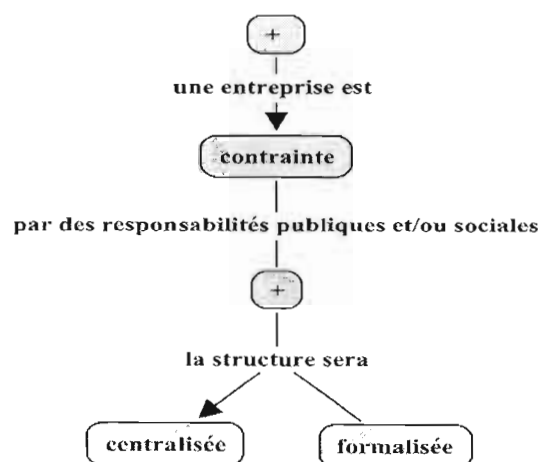 +
une entreprise est
contrainte
par des responsabilités publiques et/ou sociales
+
la structure sera
centralisée
formalisée